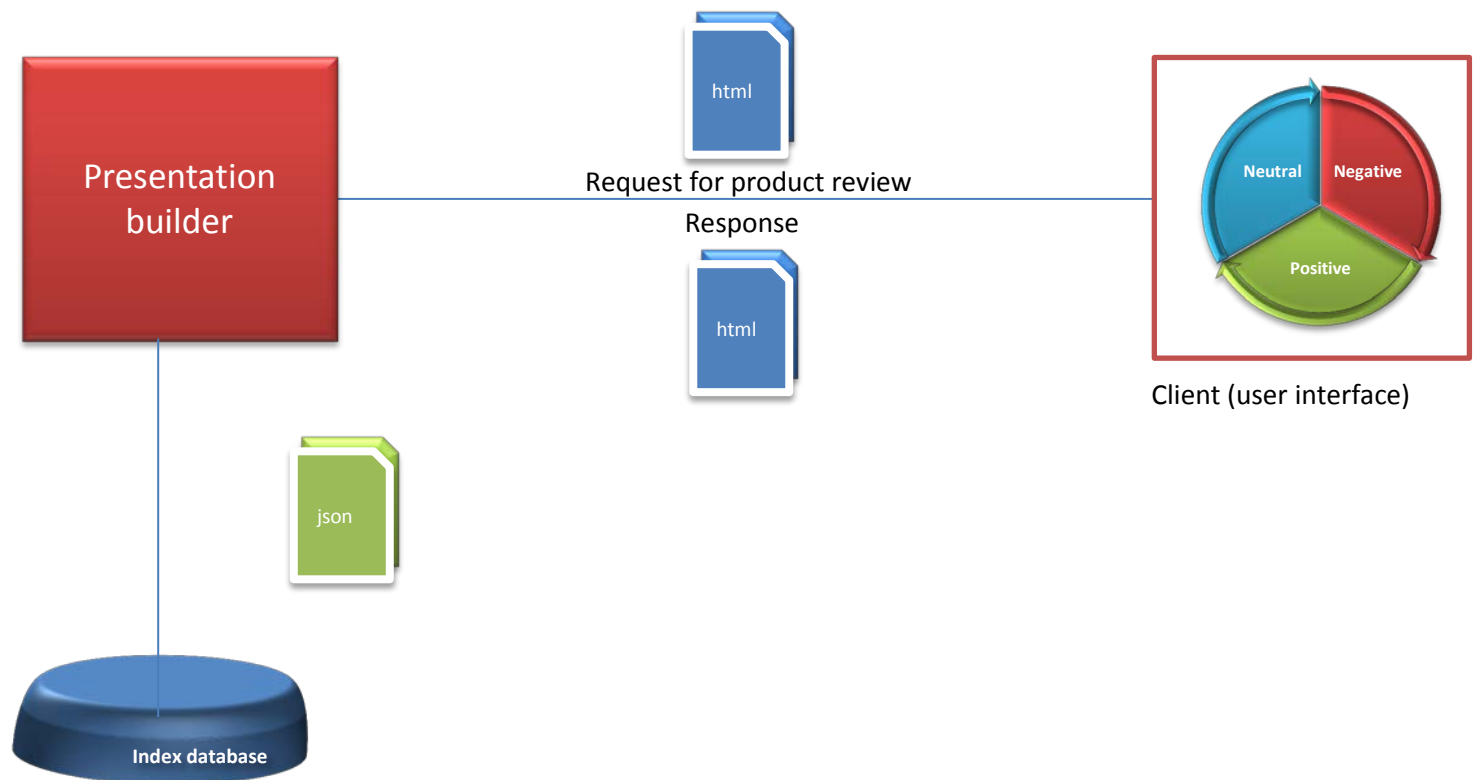 html
Presentation
builder
Request for product review
Response
html
Neutral
Negative
Positive
Client (user interface)
json
Index database